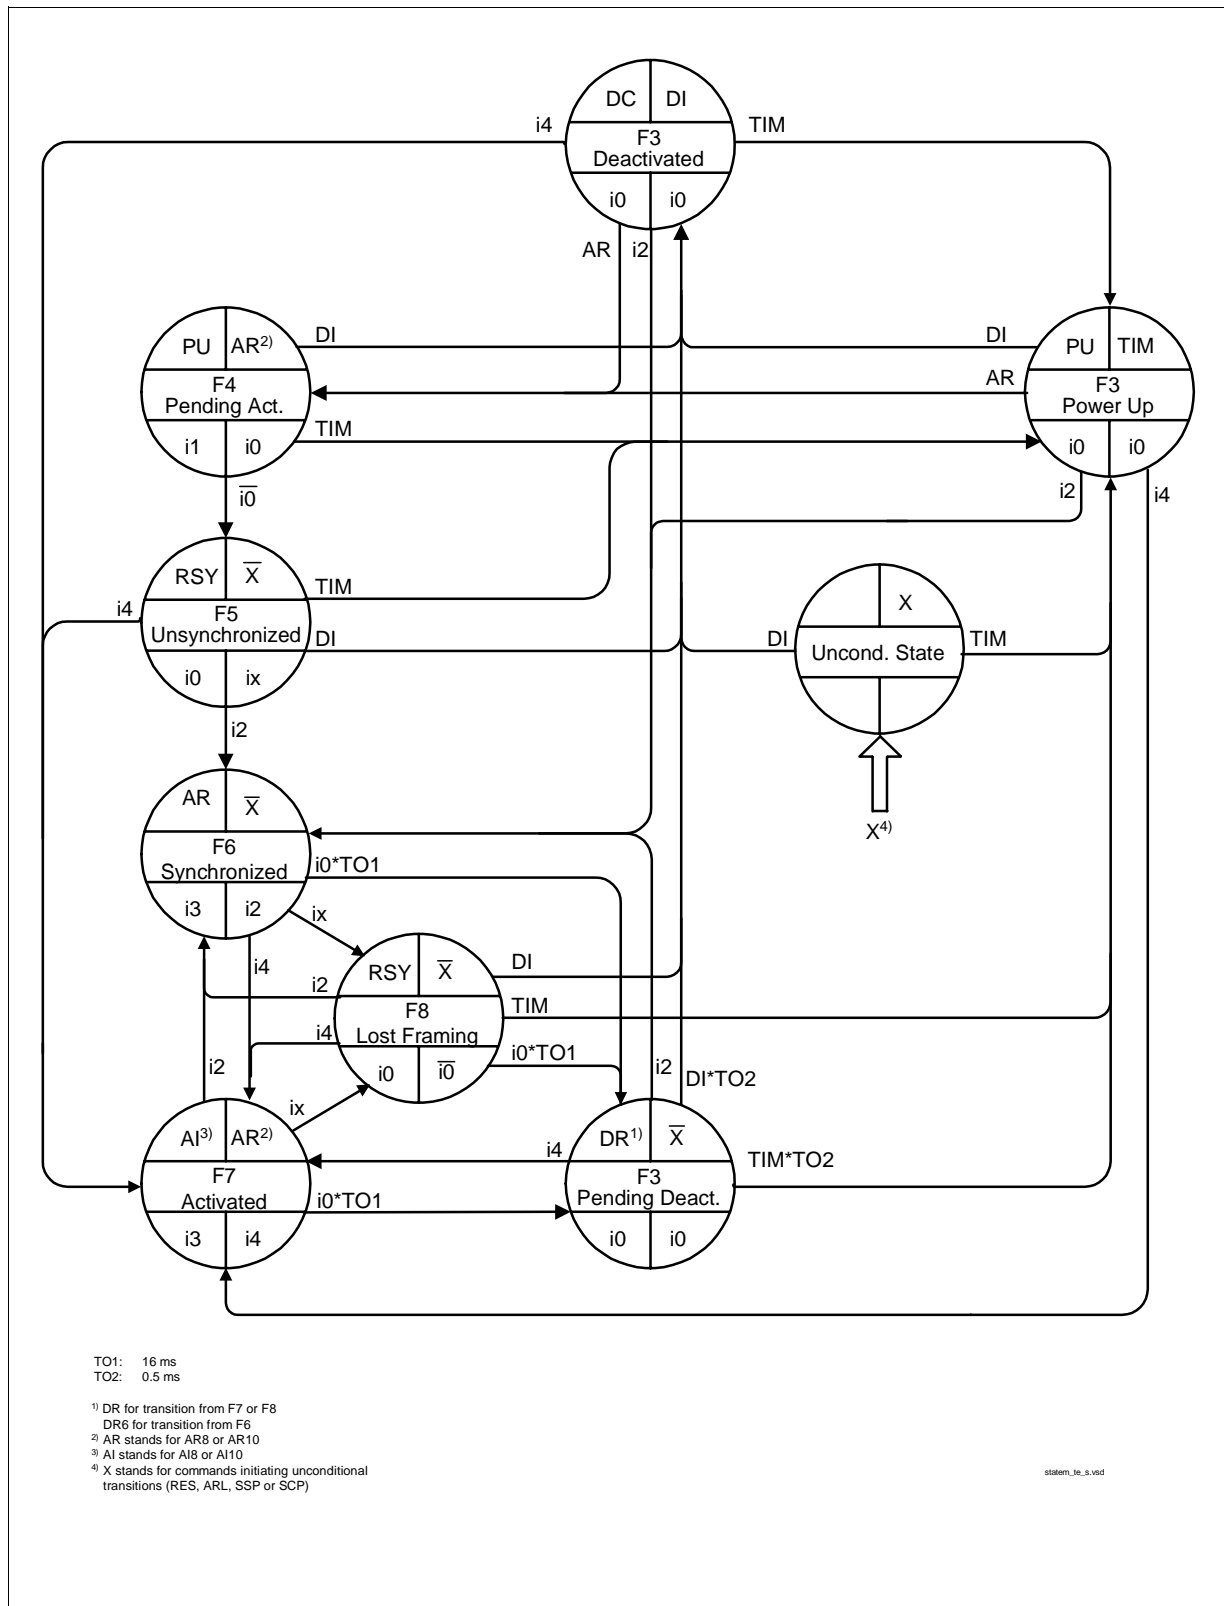 DC DI
i4 TIM
F3
Deactivated
i0 i0
AR i2
PU AR2)
DI
DI
PU TIM
F4
Pending Act.
AR
F3
Power Up
TIM
i1 i0
i0 i0
i0
i2 i4
RSY X
TIM
i4
F5
Unsynchronized
DI
i0 ix
X
DI
Uncond. State
TIM
i2
AR X
X4)
F6
Synchronized
i0*TO1
i3 i2
ix
i4
RSY X
DI
i2
F8
Lost Framing
TIM
i4
i0 i0
i0*TO1
i2
i2
DI*TO2
ix
AI3) AR2)
i4
DR1) X
TIM*TO2
F7
Activated
i0*TO1
F3
Pending Deact.
i3 i4
i0 i0
TO1: 16 ms
TO2: 0.5 ms
1) DR for transition from F7 or F8
DR6 for transition from F6
2) AR stands for AR8 or AR10
3) AI stands for AI8 or AI10
4) X stands for commands initiating unconditional
transitions (RES, ARL, SSP or SCP)
statem_te_s.vsd